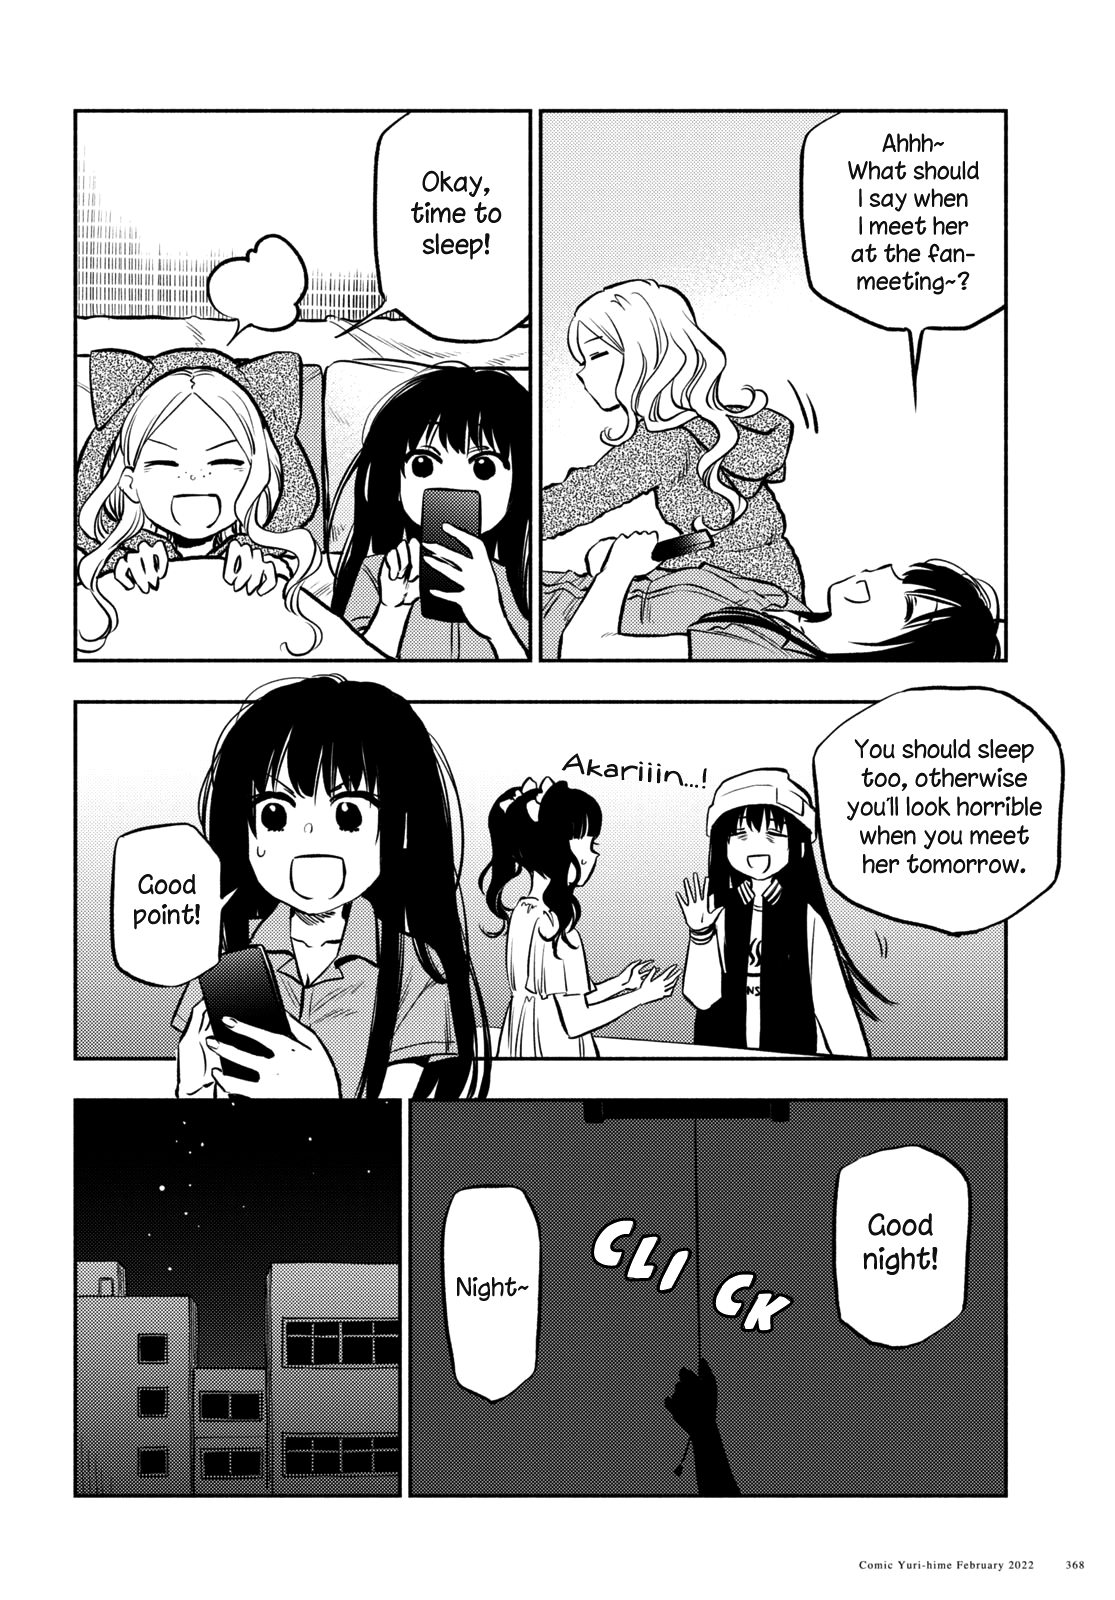 Ahhh~
What should
I say when
I meet her
at the fan-
meeting~?
Okay,
time to
sleep!
You should sleep
too, otherwise
you'll look horrible
when you meet
her tomorrow.
Akariiin...!
Good
point!
Good
night!
CLICK
Night~
Comic Yuri-hime February 2022 368